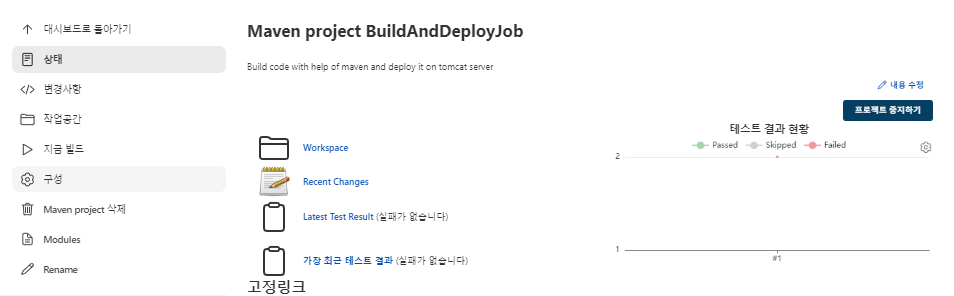 대시보드로 돌아가기
상태
변경사항
작업공간
지금 빌드
구성
Maven project 삭제
Modules
Rename
Maven project BuildAndDeployJob
Build code with help of maven and deploy it on tomcat server
내용 수정
프로젝트 중지하기
Workspace
Recent Changes
Latest Test Result (실패가 없습니다)
가장 최근 테스트 결과 (실패가 없습니다)
고정링크
테스트 결과 현황
Passed Skipped Failed
2
1
#1